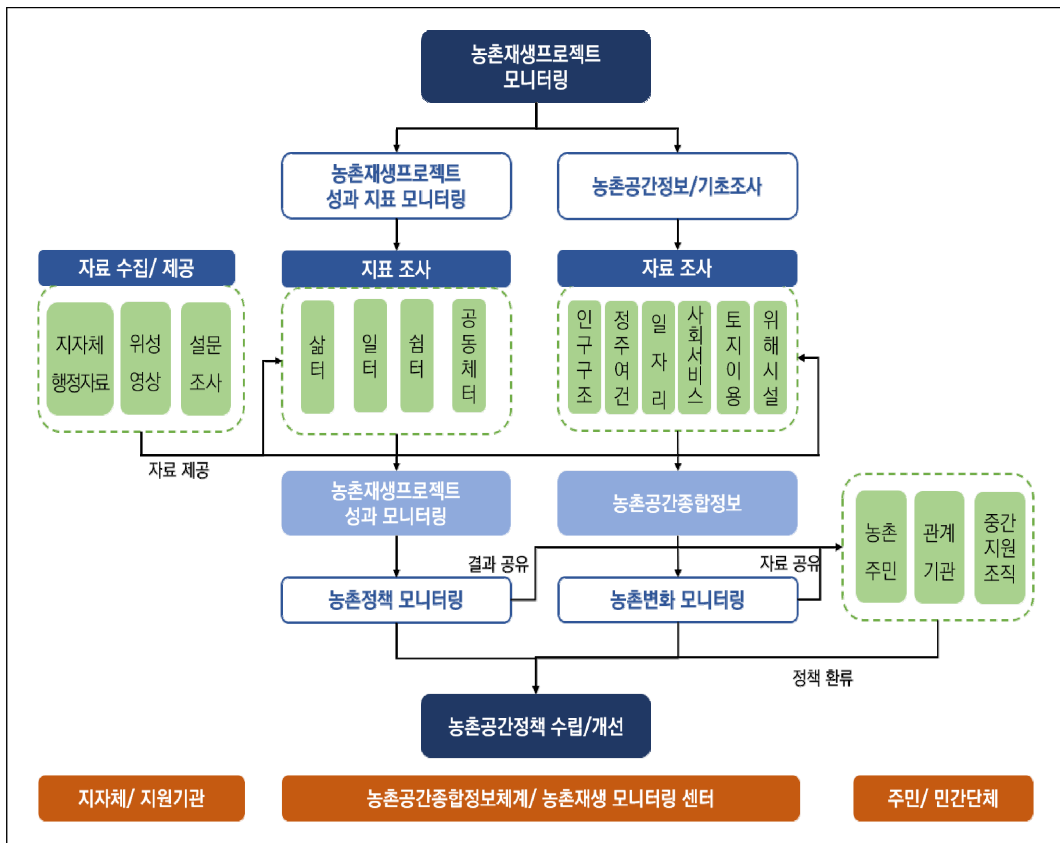 농촌재생프로젝트
모니터링
농촌재생프로젝트
성과 지표 모니터링
농촌공간정보/기초조사
자료 수집/ 제공
지표 조사
자료 조사
지자체
행정자료
위성
영상
설문
조사
삶터
일터
쉼터
공동체터
인구구조
정주여건
일자리
사회서비스
토지이용
위해시설
자료 제공
농촌재생프로젝트
성과 모니터링
농촌공간종합정보
농촌
주민
관계
기관
중간
지원
조직
결과 공유
자료 공유
농촌정책 모니터링
농촌변화 모니터링
정책 환류
농촌공간정책 수립/개선
지자체/ 지원기관
농촌공간종합정보체계/ 농촌재생 모니터링 센터
주민/ 민간단체